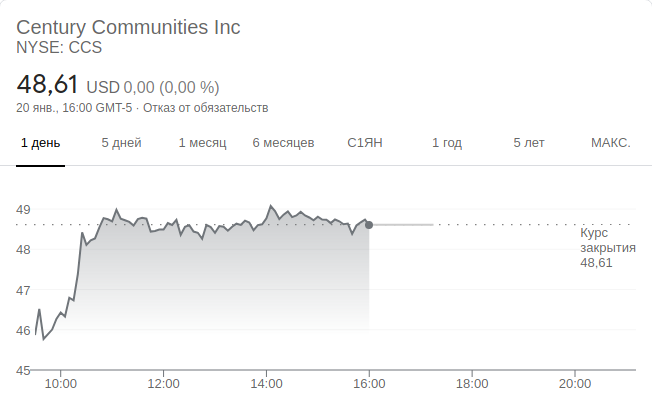 Century Communities Inc
NYSE: CCS
48,61 USD 0,00 (0,00 %)
20 янв., 16:00 GMT-5 · Отказ от обязательств
1 день 5 дней 1 месяц 6 месяцев С1ЯН 1 год 5 лет МАКС.
49
48
47
46
45
Курс
закрытия
48,61
10:00 12:00 14:00 16:00 18:00 20:00